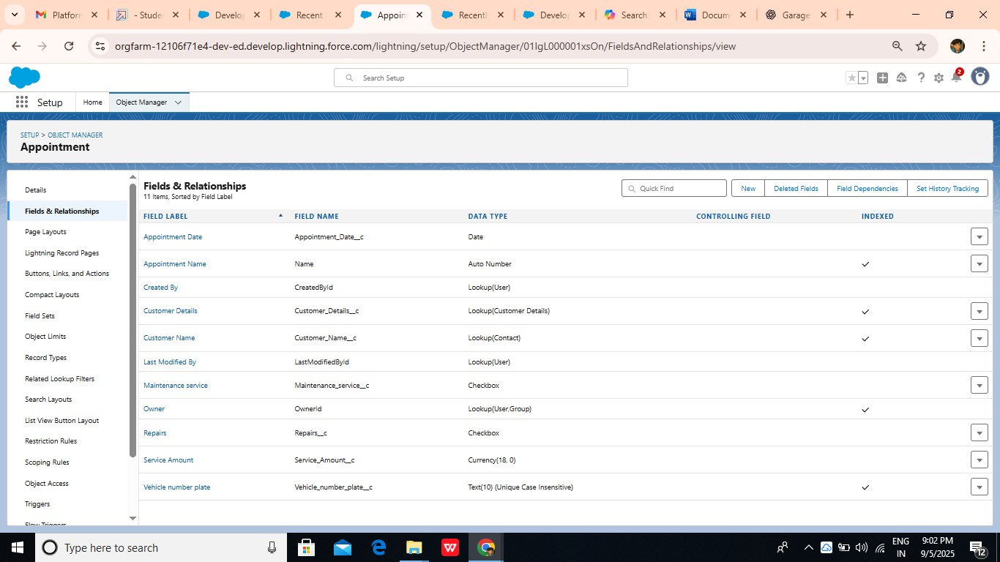 Platform
- Stude
Develo
Recent
Appoin
Recentl
Develo
Search
Docum
Garage
orgfarm-12106f71e4-dev-ed.develop.lightning.force.com/lightning/setup/ObjectManager/01IgL000001xsOn/FieldsAndRelationships/view
Search Setup
2
Setup
Home
Object Manager
SETUP > OBJECT MANAGER
Appointment
Details
Fields & Relationships
Page Layouts
Lightning Record Pages
Buttons, Links, and Actions
Compact Layouts
Field Sets
Object Limits
Record Types
Related Lookup Filters
Search Layouts
List View Button Layout
Restriction Rules
Scoping Rules
Object Access
Triggers
Flow Triggers
Fields & Relationships
11 Items, Sorted by Field Label
Quick Find
New
Deleted Fields
Field Dependencies
Set History Tracking
FIELD LABEL FIELD NAME DATA TYPE CONTROLLING FIELD INDEXED
Appointment Date Appointment_Date__c Date
Appointment Name Name Auto Number
Created By CreatedById Lookup(User)
Customer Details Customer_Details__c Lookup(Customer Details)
Customer Name Customer_Name__c Lookup(Contact)
Last Modified By LastModifiedById Lookup(User)
Maintenance service Maintenance_service__c Checkbox
Owner OwnerId Lookup(User,Group)
Repairs Repairs__c Checkbox
Service Amount Service_Amount__c Currency(18, 0)
Vehicle number plate Vehicle_number_plate__c Text(10) (Unique Case Insensitive)
Type here to search
W
ENG
IN
9:02 PM
9/5/2025
12